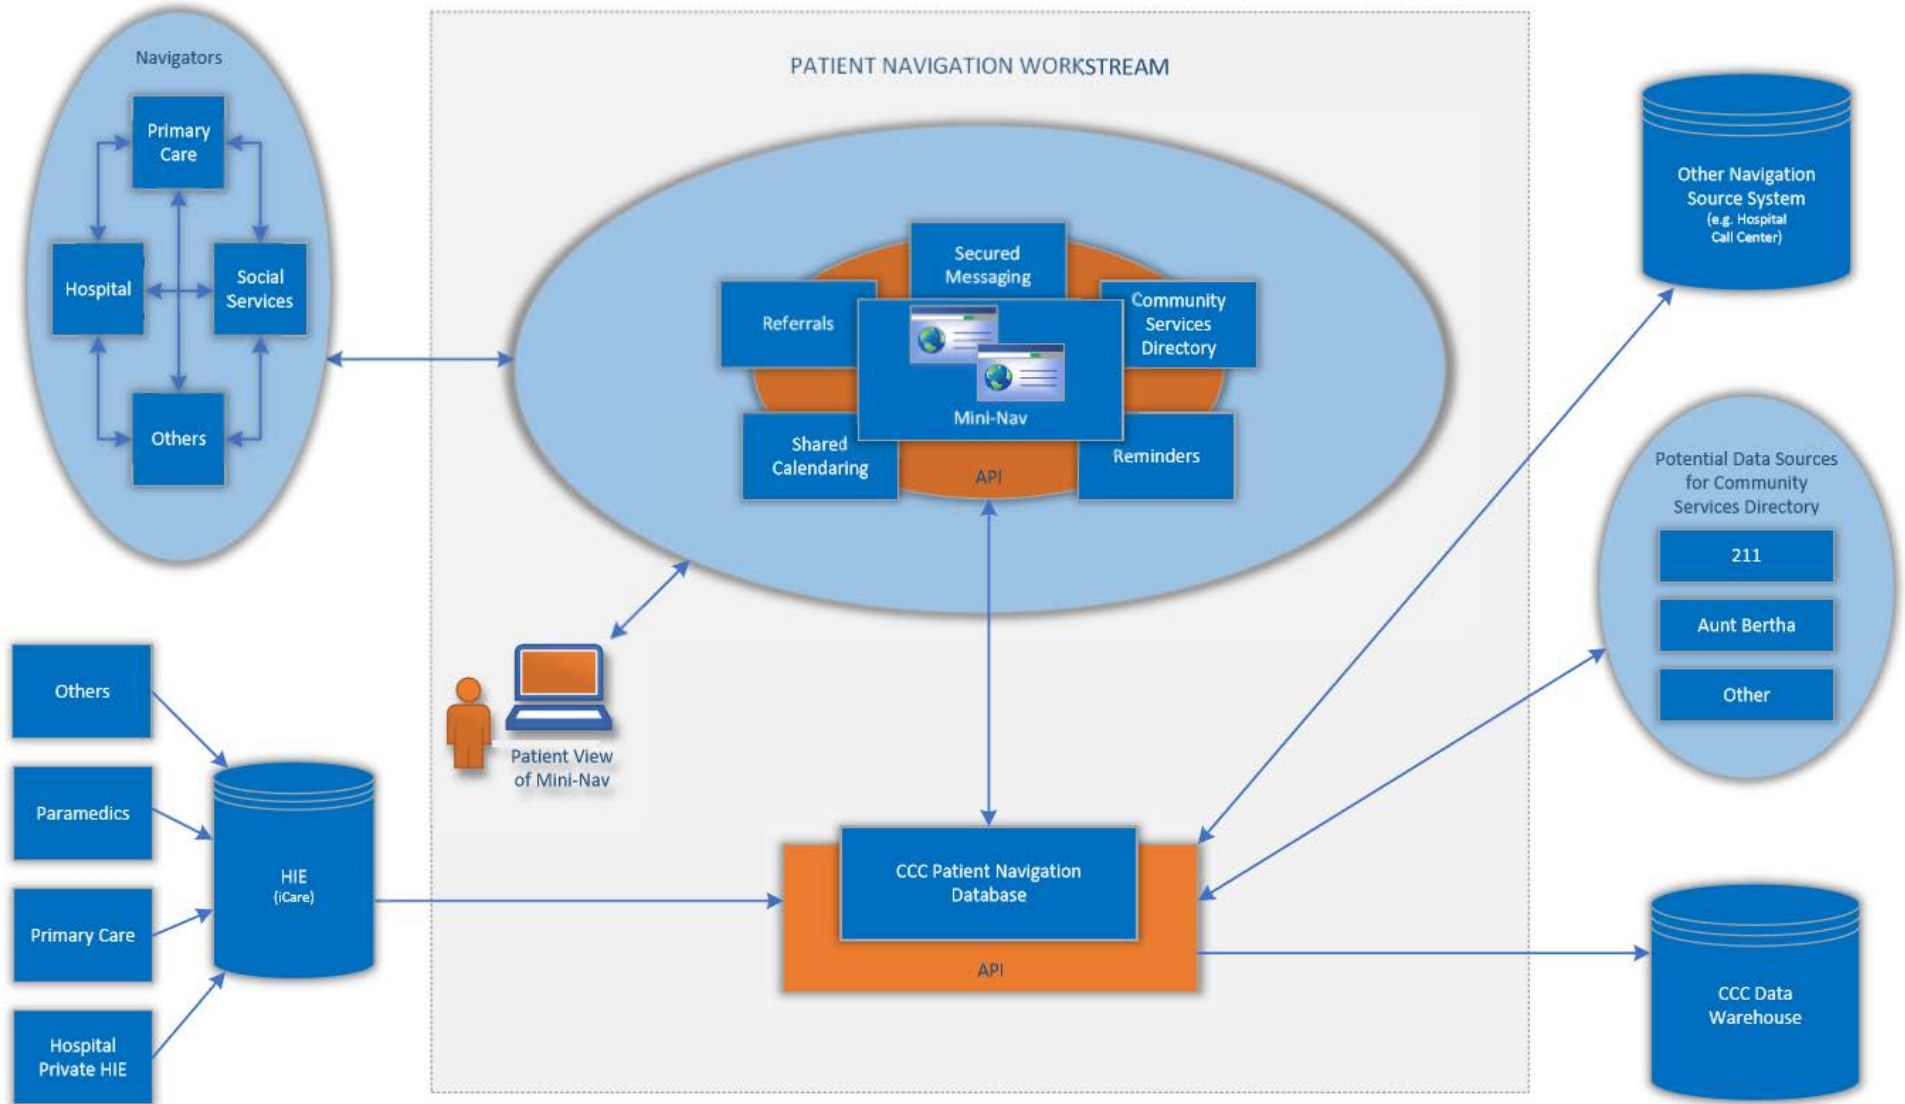 PATIENT NAVIGATION WORKSTREAM
Navigators
Primary
Care
Hospital
Social
Services
Others
Secured
Messaging
Referrals
Community
Services
Directory
Mini-Nav
Shared
Calendaring
Reminders
API
Other Navigation
Source System
(e.g. Hospital
Call Center)
Potential Data Sources
for Community
Services Directory
211
Aunt Bertha
Other
Patient View
of Mini-Nav
Others
Paramedics
Primary Care
Hospital
Private HIE
HIE
(iCare)
CCC Patient Navigation
Database
API
CCC Data
Warehouse